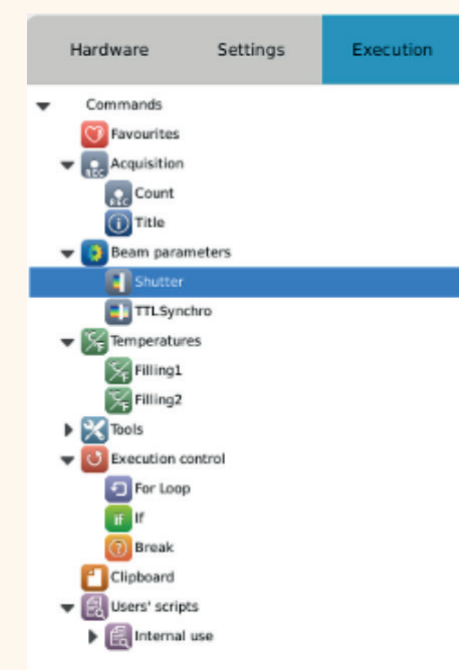 Hardware Settings Execution
Commands
Favourites
Acquisition
Count
Title
Beam parameters
Shutter
TTLSynchro
Temperatures
Filling1
Filling2
Tools
Execution control
For Loop
If
Break
Clipboard
Users' scripts
Internal use